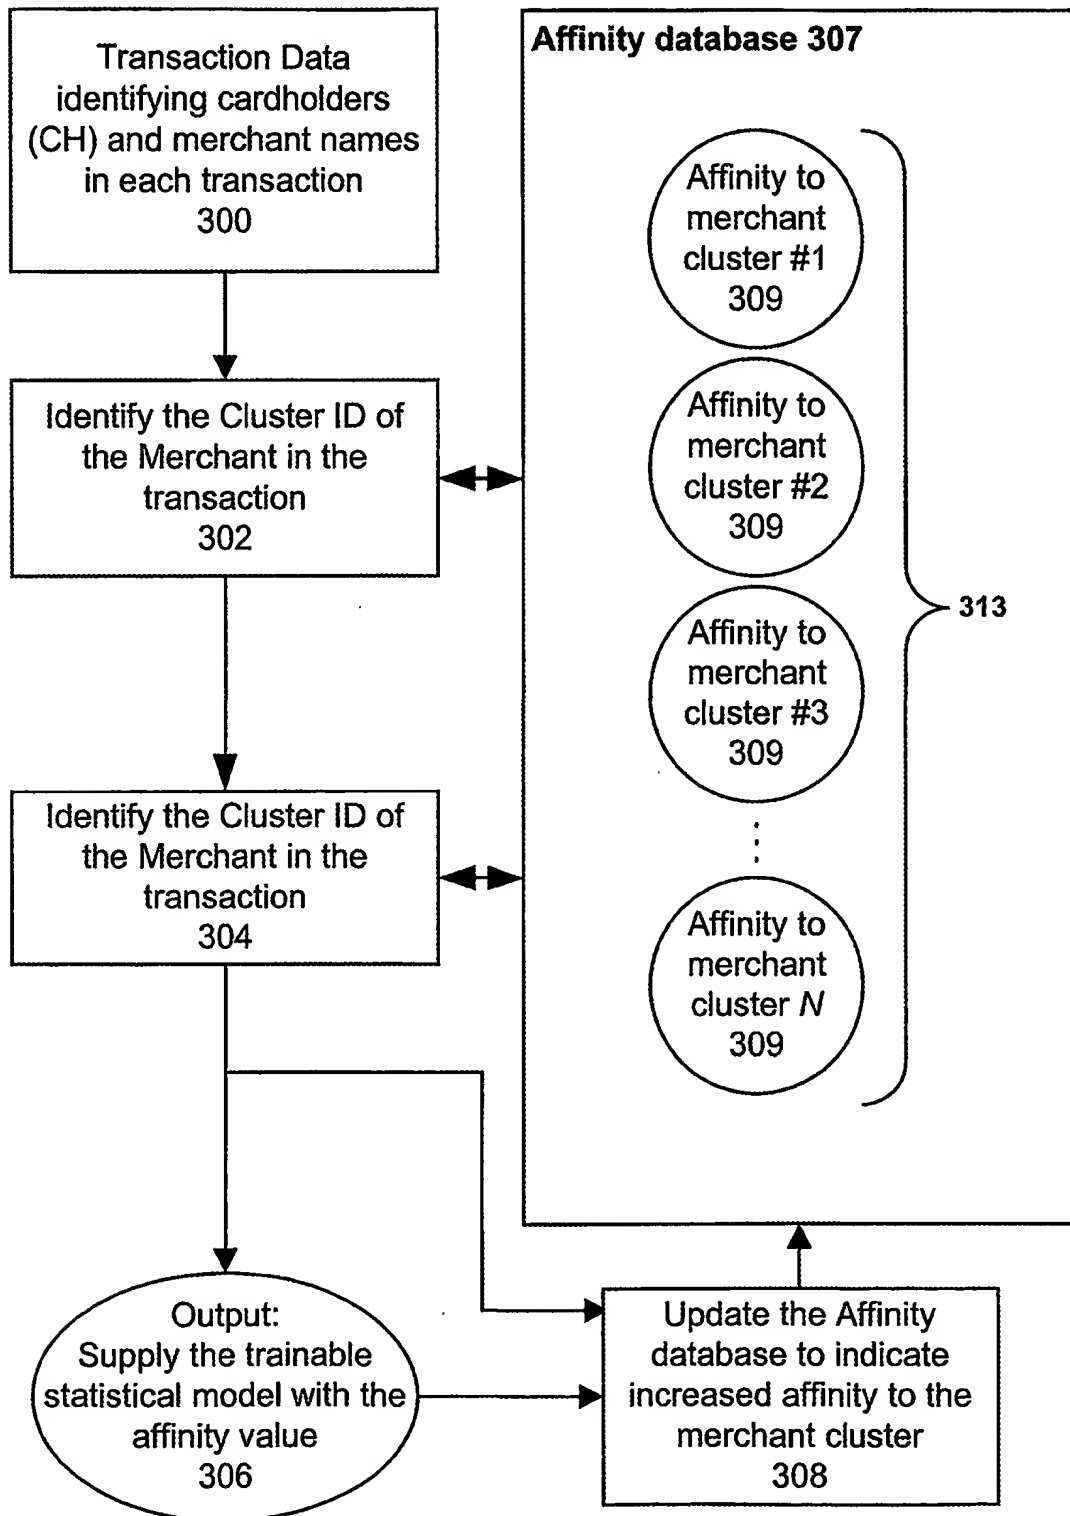 Transaction Data
identifying cardholders
(CH) and merchant names
in each transaction
300
Identify the Cluster ID of
the Merchant in the
transaction
302
Identify the Cluster ID of
the Merchant in the
transaction
304
Output:
Supply the trainable
statistical model with the
affinity value
306
Affinity database 307
Affinity to
merchant
cluster #1
309
Affinity to
merchant
cluster #2
309
Affinity to
merchant
cluster #3
309
Affinity to
merchant
cluster N
309
313
Update the Affinity
database to indicate
increased affinity to the
merchant cluster
308